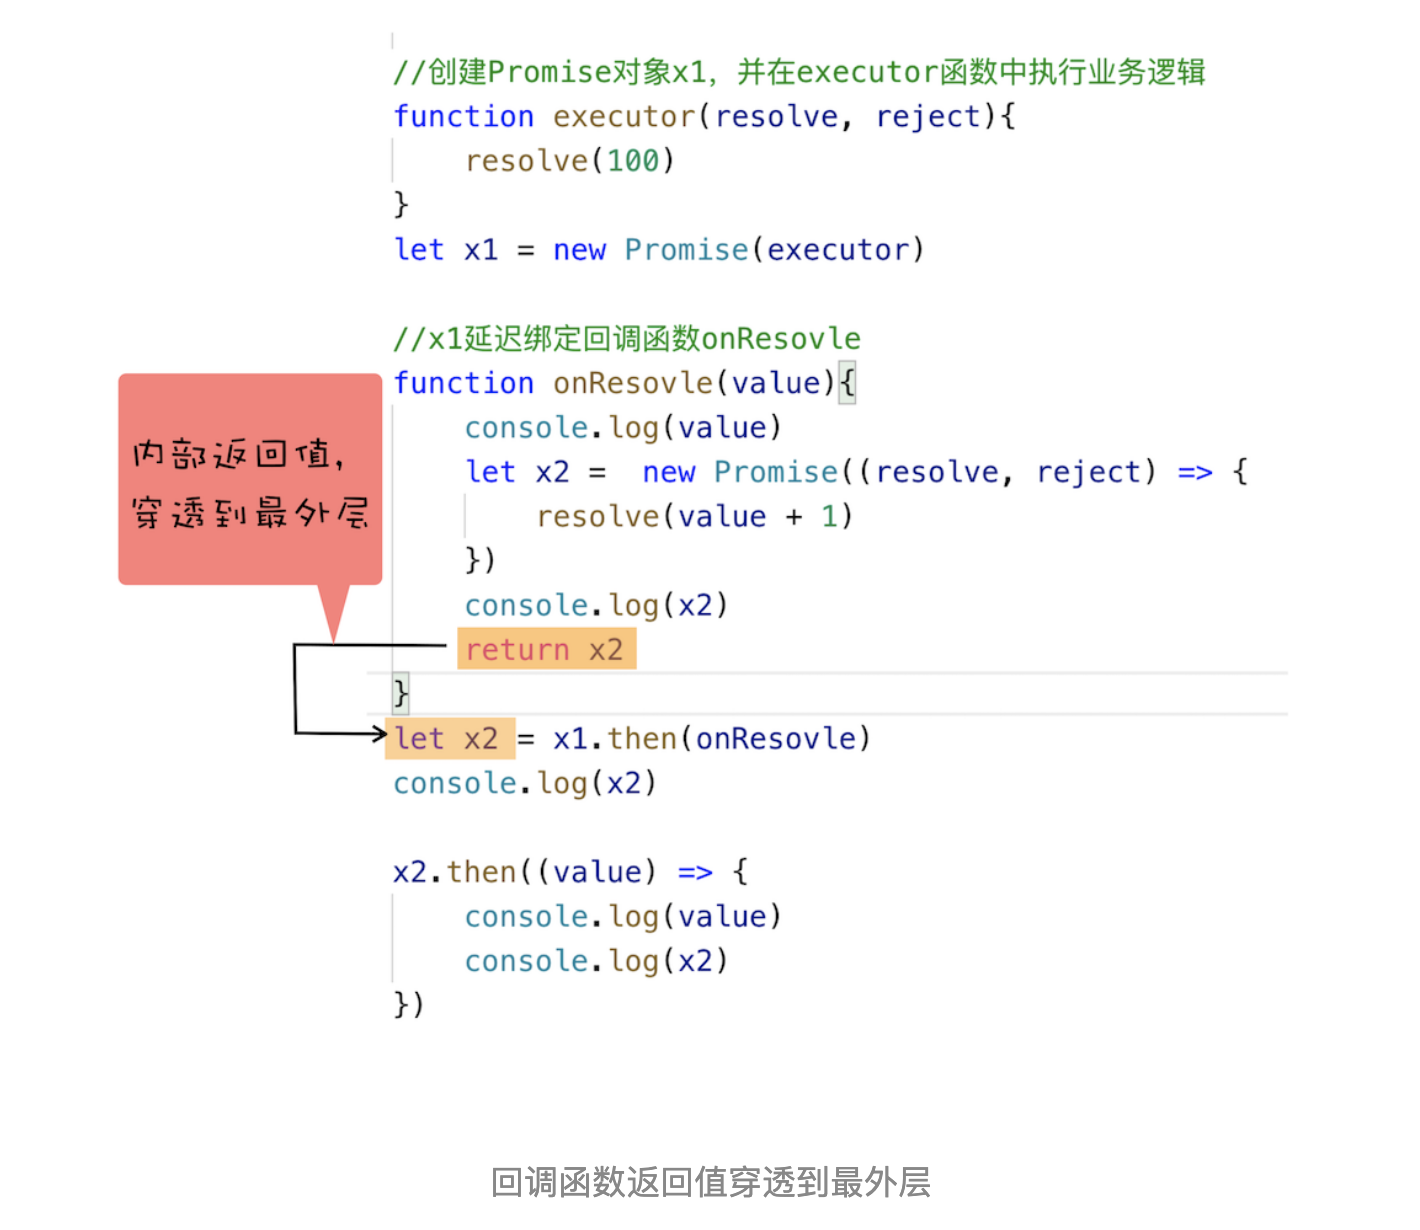 //创建Promise对象x1，并在executor函数中执行业务逻辑
function executor(resolve, reject){
    resolve(100)
}
let x1 = new Promise(executor)
//x1延迟绑定回调函数onResovle
function onResovle(value){
    console.log(value)
    let x2 =  new Promise((resolve, reject) => {
        resolve(value + 1)
    })
    console.log(x2)
    return x2
}
let x2 = x1.then(onResovle)
console.log(x2)
x2.then((value) => {
    console.log(value)
    console.log(x2)
})
内部返回值，
穿透到最外层
回调函数返回值穿透到最外层